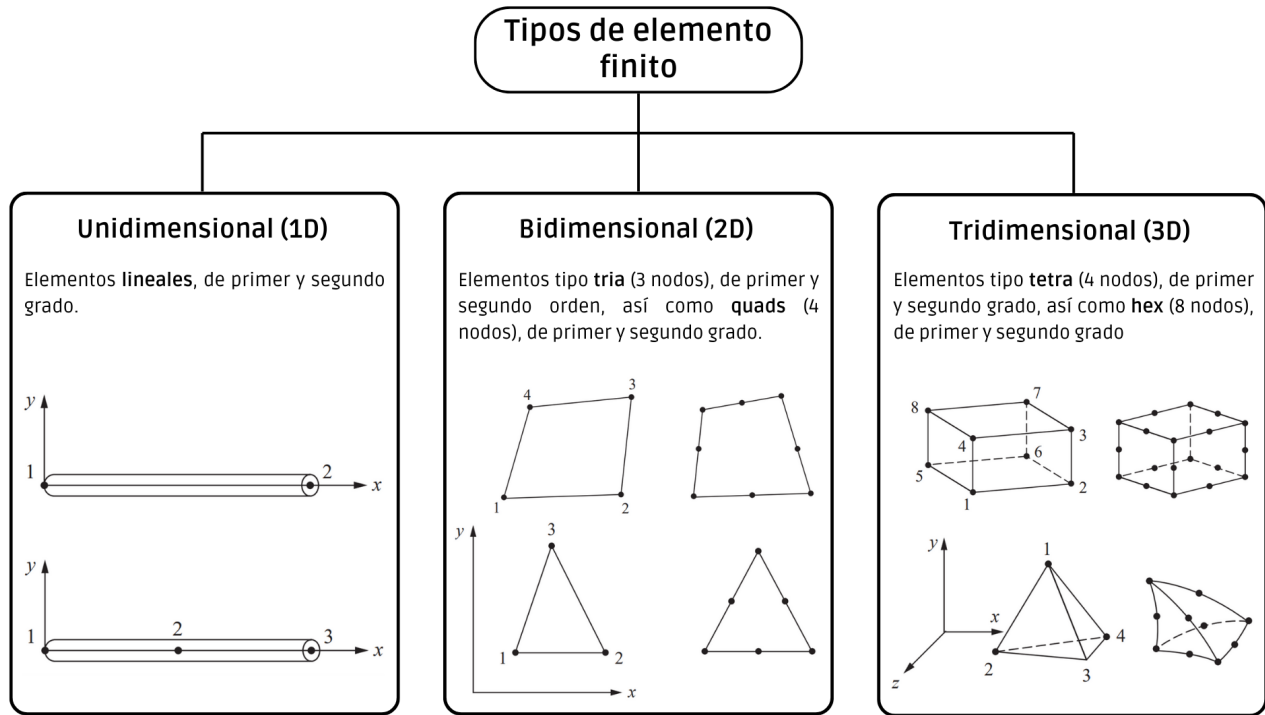 Tipos de elemento
finito
Unidimensional (1D)
Elementos lineales, de primer y segundo
grado.
y
1
2
x
y
1
2
3
x
Bidimensional (2D)
Elementos tipo tria (3 nodos), de primer y
segundo orden, así como quads (4
nodos), de primer y segundo grado.
4
3
1
2
y
3
1
2
x
Tridimensional (3D)
Elementos tipo tetra (4 nodos), de primer
y segundo grado, así como hex (8 nodos),
de primer y segundo grado
7
8
4
3
6
5
2
1
y
1
x
4
2
3
z